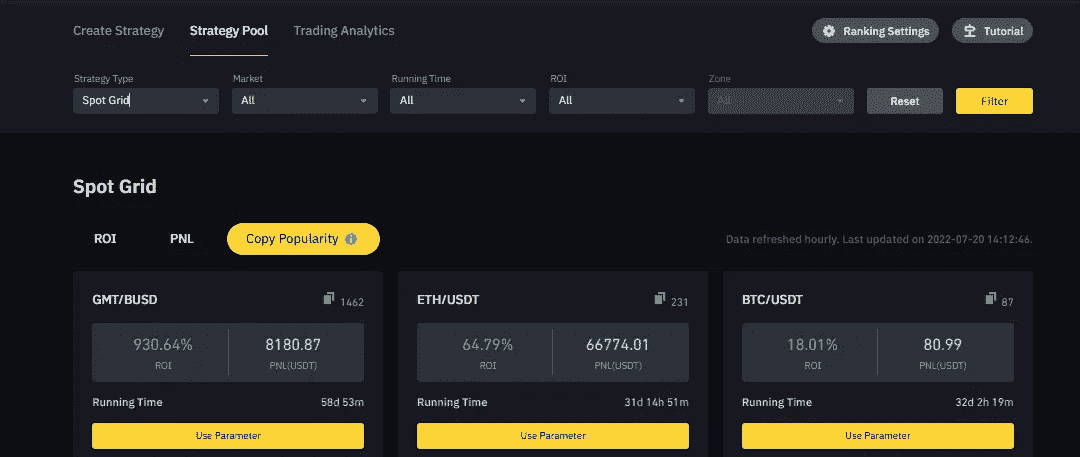 Create Strategy Strategy Pool Trading Analytics Ranking Settings Tutorial
Strategy Type Market Running Time ROI Zone
Spot Grid All All All All Reset Filter
Spot Grid
ROI PNL Copy Popularity Data refreshed hourly. Last updated on 2022-07-20 14:12:46.
GMT/BUSD 1462 ETH/USDT 231 BTC/USDT 87
930.64% 8180.87 64.79% 66774.01 18.01% 80.99
ROI PNL(USDT) ROI PNL(USDT) ROI PNL(USDT)
Running Time 58d 53m Running Time 31d 14h 51m Running Time 32d 2h 19m
Use Parameter Use Parameter Use Parameter